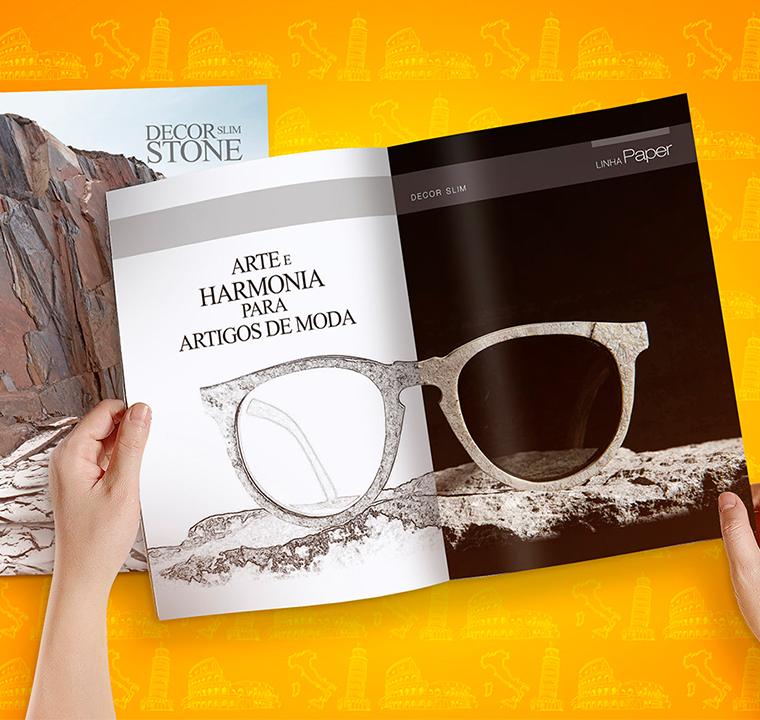 DECOR SLIM
STONE
DECOR SLIM
LINHA Paper
ARTE E
HARMONIA
PARA
ARTIGOS DE MODA